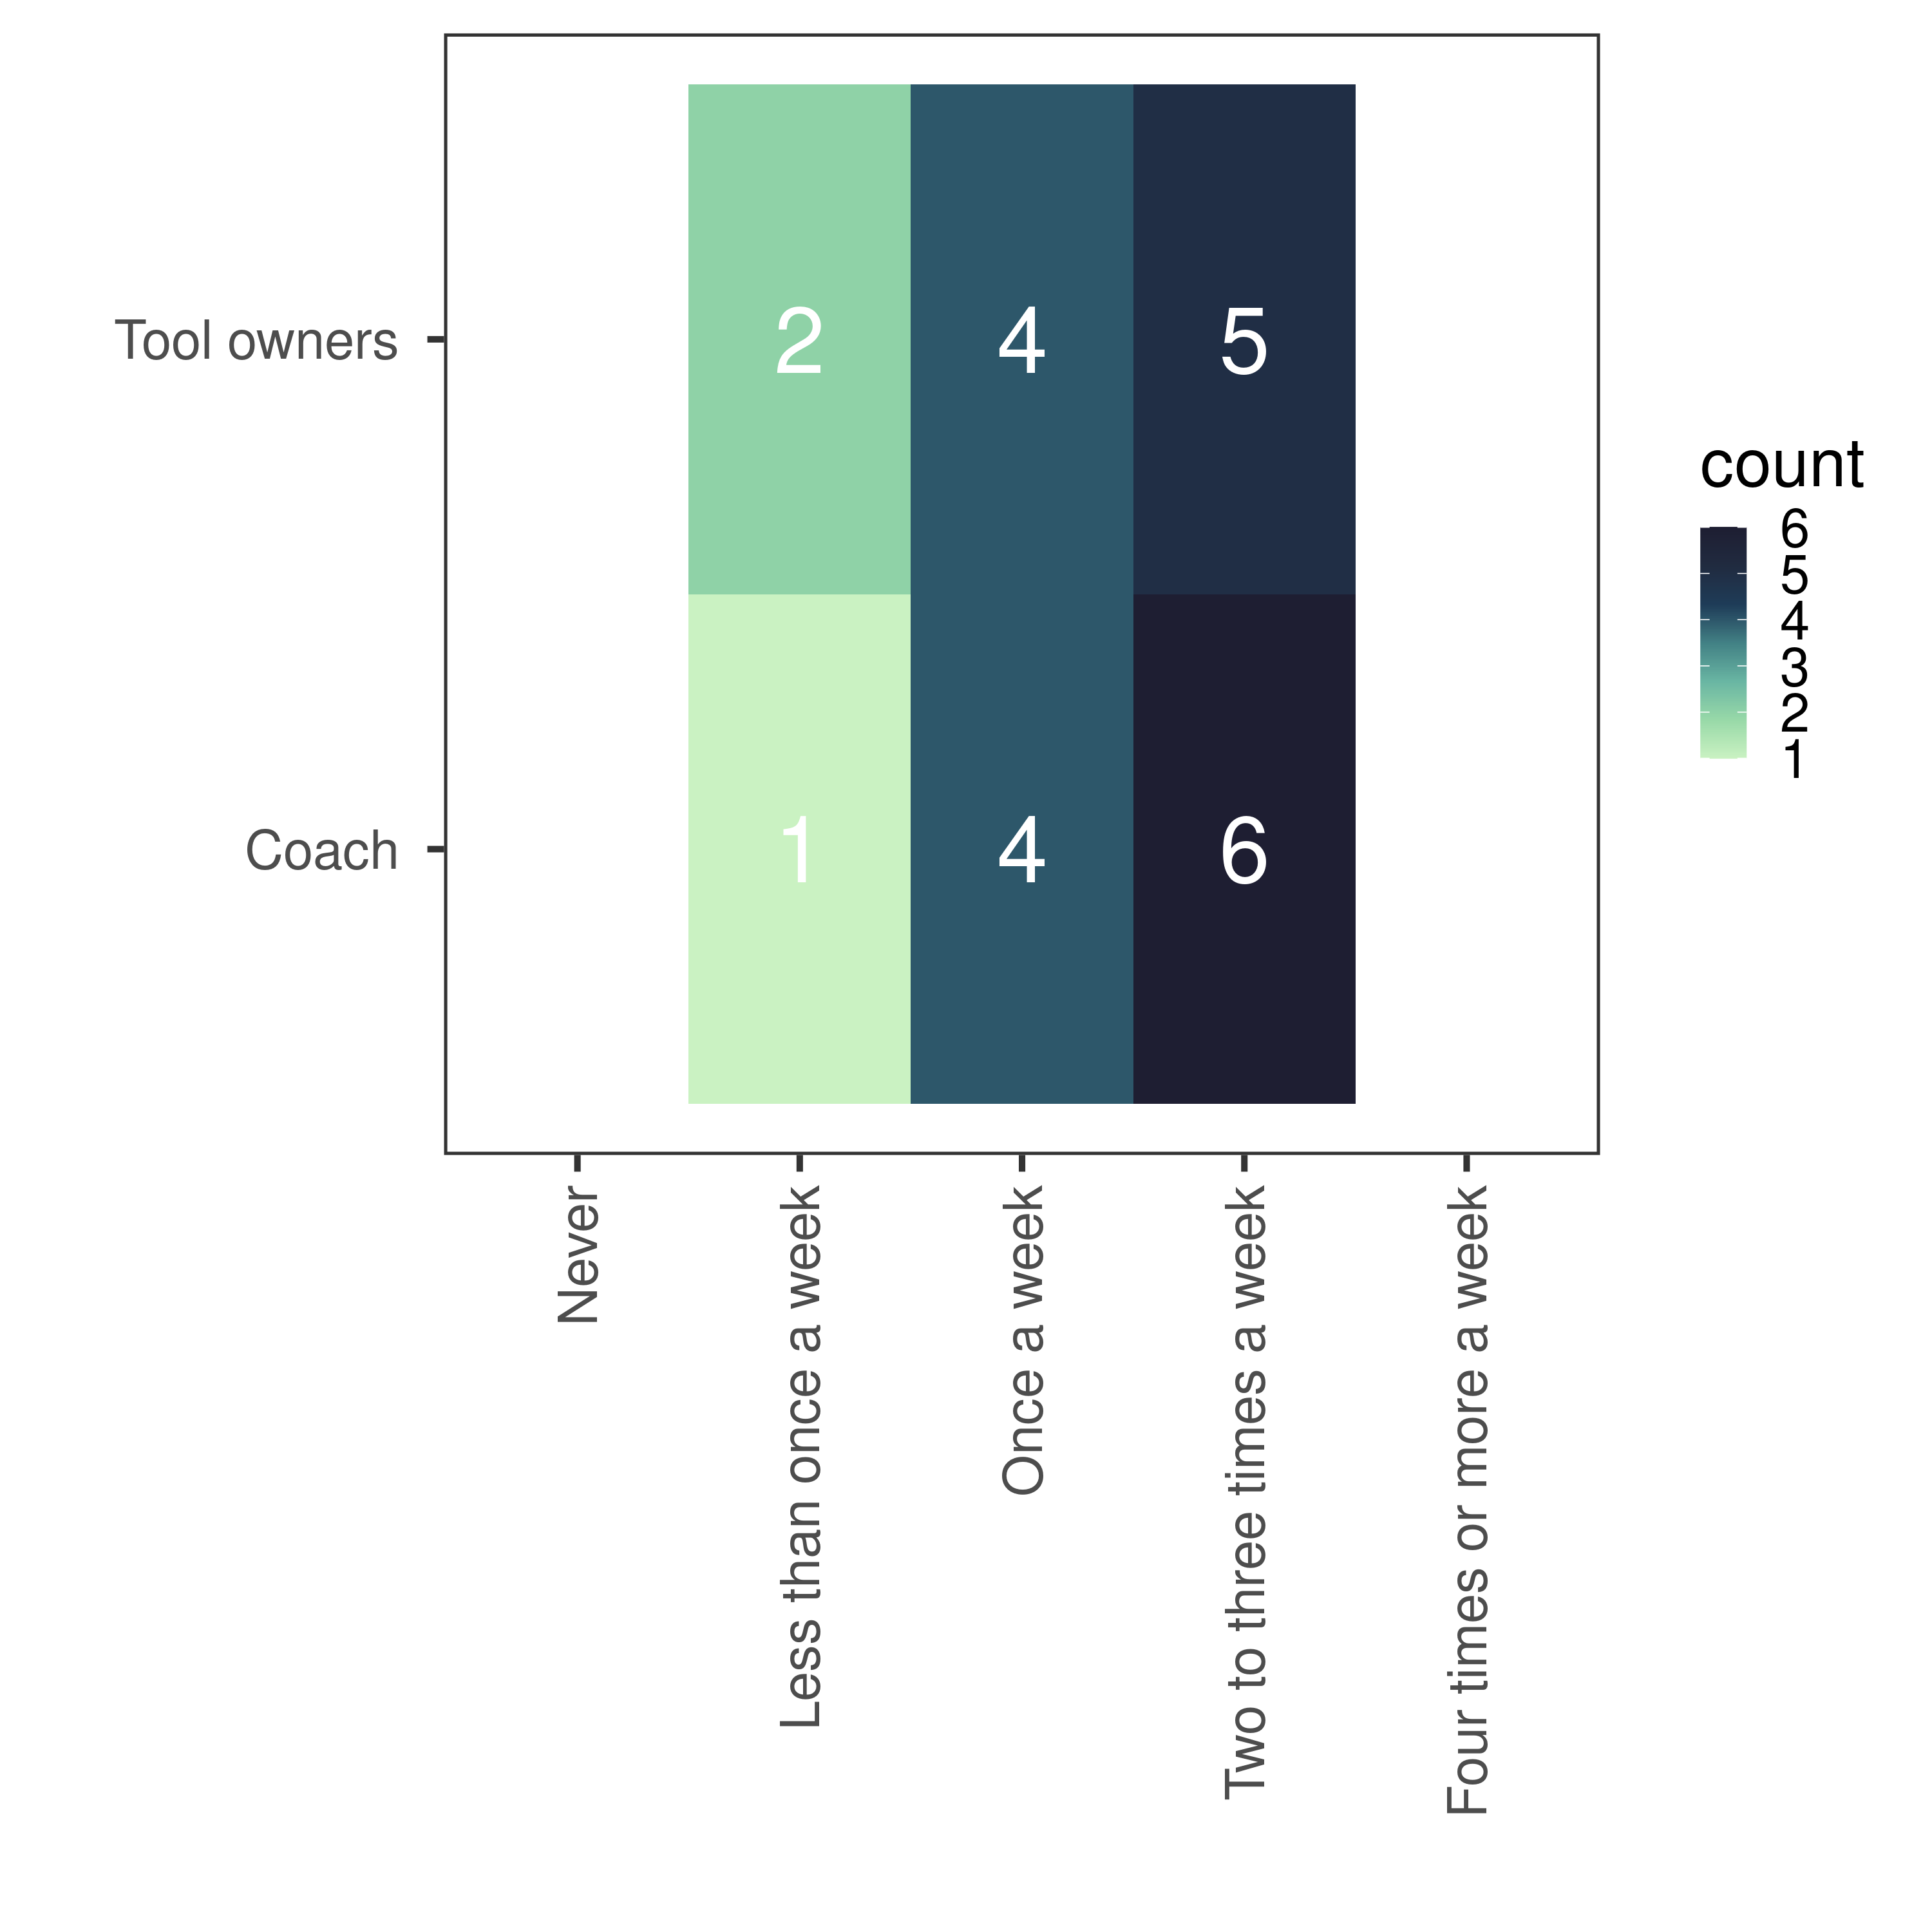 Tool owners
2 4 5
Coach
1 4 6
count
6
5
4
3
2
1
Never
Less than once a week
Once a week
Two to three times a week
Four times or more a week